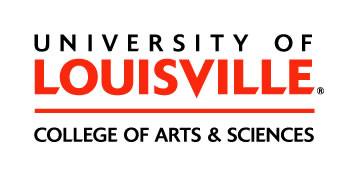 UNIVERSITY OF
LOUISVILLE®
COLLEGE OF ARTS & SCIENCES